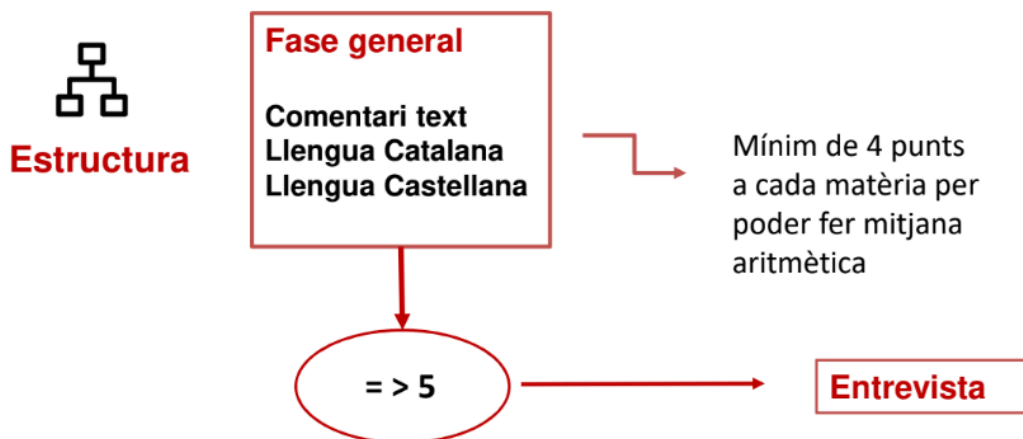 Estructura
Fase general
Comentari text
Llengua Catalana
Llengua Castellana
Mínim de 4 punts
a cada matèria per
poder fer mitjana
aritmètica
= > 5
Entrevista